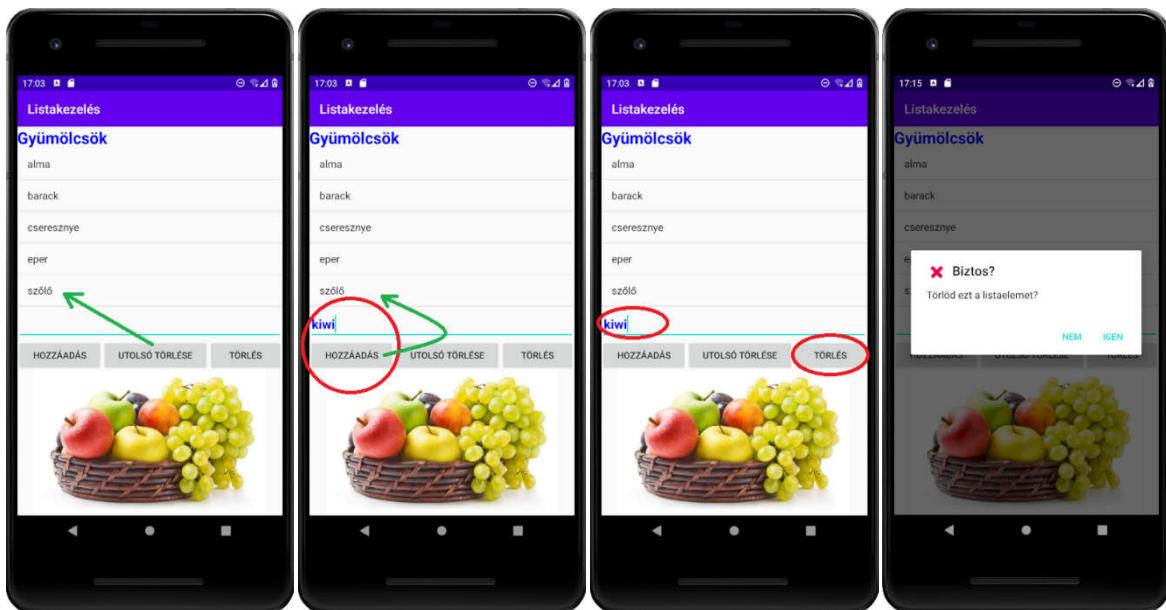 17:03
Listakezelés
Gyümölcsök
alma
barack
cseresznye
eper
szőlő
HOZZÁADÁS UTOLSÓ TÖRLÉSE TÖRLÉS
17:03
Listakezelés
Gyümölcsök
alma
barack
cseresznye
eper
szőlő
kiwi
HOZZÁADÁS UTOLSÓ TÖRLÉSE TÖRLÉS
17:03
Listakezelés
Gyümölcsök
alma
barack
cseresznye
eper
szőlő
kiwi
HOZZÁADÁS UTOLSÓ TÖRLÉSE TÖRLÉS
17:15
Listakezelés
Gyümölcsök
alma
barack
cseresznye
Biztos?
Törlöd ezt a listaelemet?
NEM IGEN